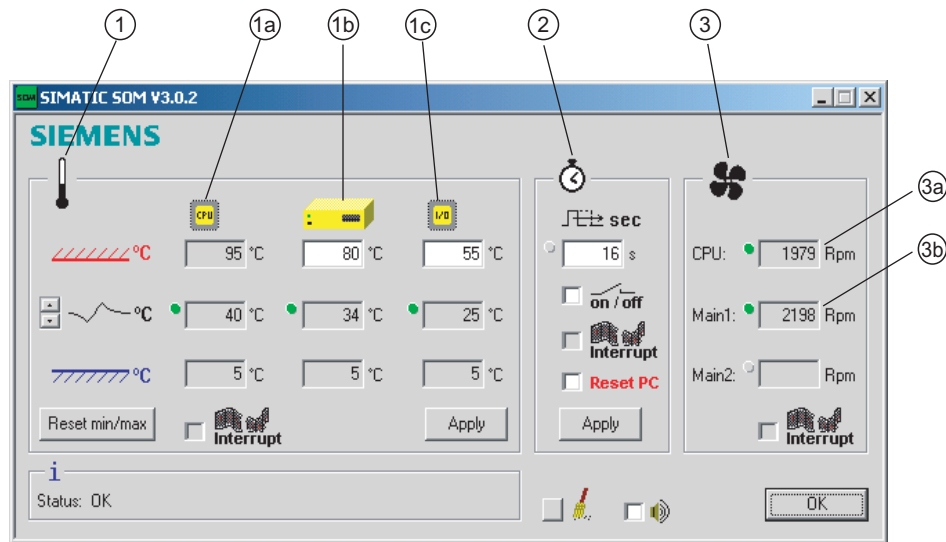 1 1a 1b 1c 2 3
SOM SIMATIC SOM V3.0.2
SIEMENS
3a
3b
CPU I/O
sec
°C 95 °C 80 °C 55 °C
16 s
CPU: 1979 Rpm
on / off
°C 40 °C 34 °C 25 °C
Main1: 2198 Rpm
Interrupt
°C 5 °C 5 °C 5 °C
Reset PC
Main2: Rpm
Reset min/max Interrupt Apply
Apply
Interrupt
i
Status: OK
OK